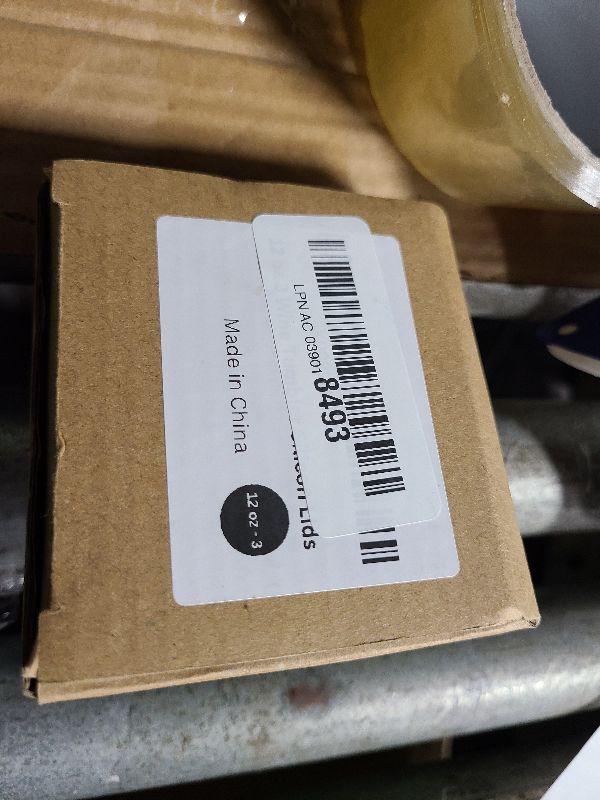 LPN AC 03901 8493
Lids
Made in China
12 oz - 3